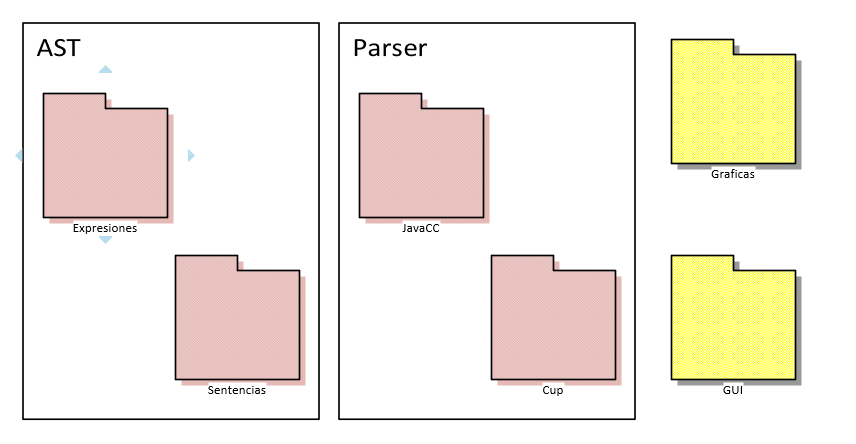 AST
Expresiones
Sentencias
Parser
JavaCC
Cup
Graficas
GUI